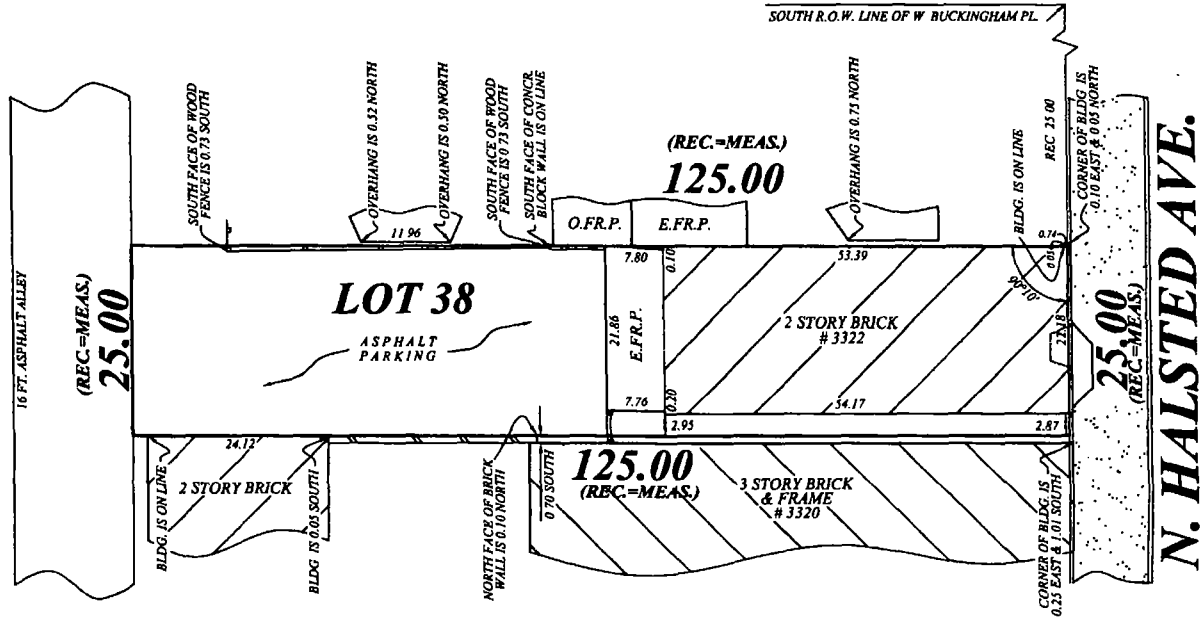 SOUTH R.O.W. LINE OF W BUCKINGHAM PL.
16 FT. ASPHALT ALLEY
(REC.=MEAS.)
25.00
SOUTH FACE OF WOOD
FENCE IS 0.73 SOUTH
OVERHANG IS 0.52 NORTH
OVERHANG IS 0.50 NORTH
SOUTH FACE OF WOOD
FENCE IS 0.73 SOUTH
SOUTH FACE OF CONCR.
BLOCK WALL IS ON LINE
(REC.=MEAS.)
125.00
OVERHANG IS 0.75 NORTH
BLDG. IS ON LINE
REC 25.00
CORNER OF BLDG IS
0.10 EAST & 0.05 NORTH
11 96
O.FR.P.
E.FR.P.
LOT 38
ASPHALT
PARKING
7.80
0.10
53.39
0.74
0.05
90°10'
21.86
E.FR.P.
2 STORY BRICK
# 3322
22.18
7.76
0.20
54.17
2.95
2.87
25.00
(REC.=MEAS.)
N. HALSTED AVE.
24.12
2 STORY BRICK
BLDG. IS ON LINE
BLDG IS 0.05 SOUTH
NORTH FACE OF BRICK
WALL IS 0.10 NORTH
0 70 SOUTH
125.00
(REC.=MEAS.)
3 STORY BRICK
& FRAME
# 3320
CORNER OF BLDG. IS
0.25 EAST & 1.01 SOUTH